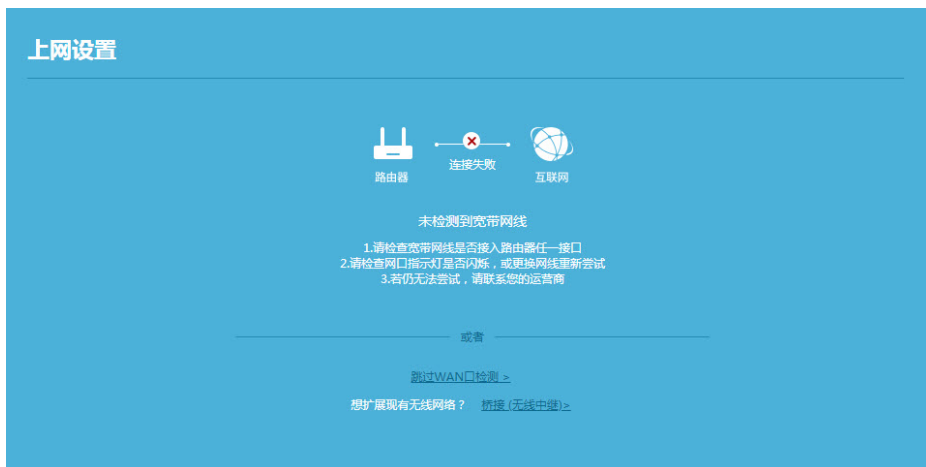 上网设置
连接失败
路由器
互联网
未检测到宽带网线
1.请检查宽带网线是否接入路由器任一接口
2.请检查网口指示灯是否闪烁，或更换网线重新尝试
3.若仍无法尝试，请联系您的运营商
或者
跳过WAN口检测 >
想扩展现有无线网络？ 桥接 (无线中继)>